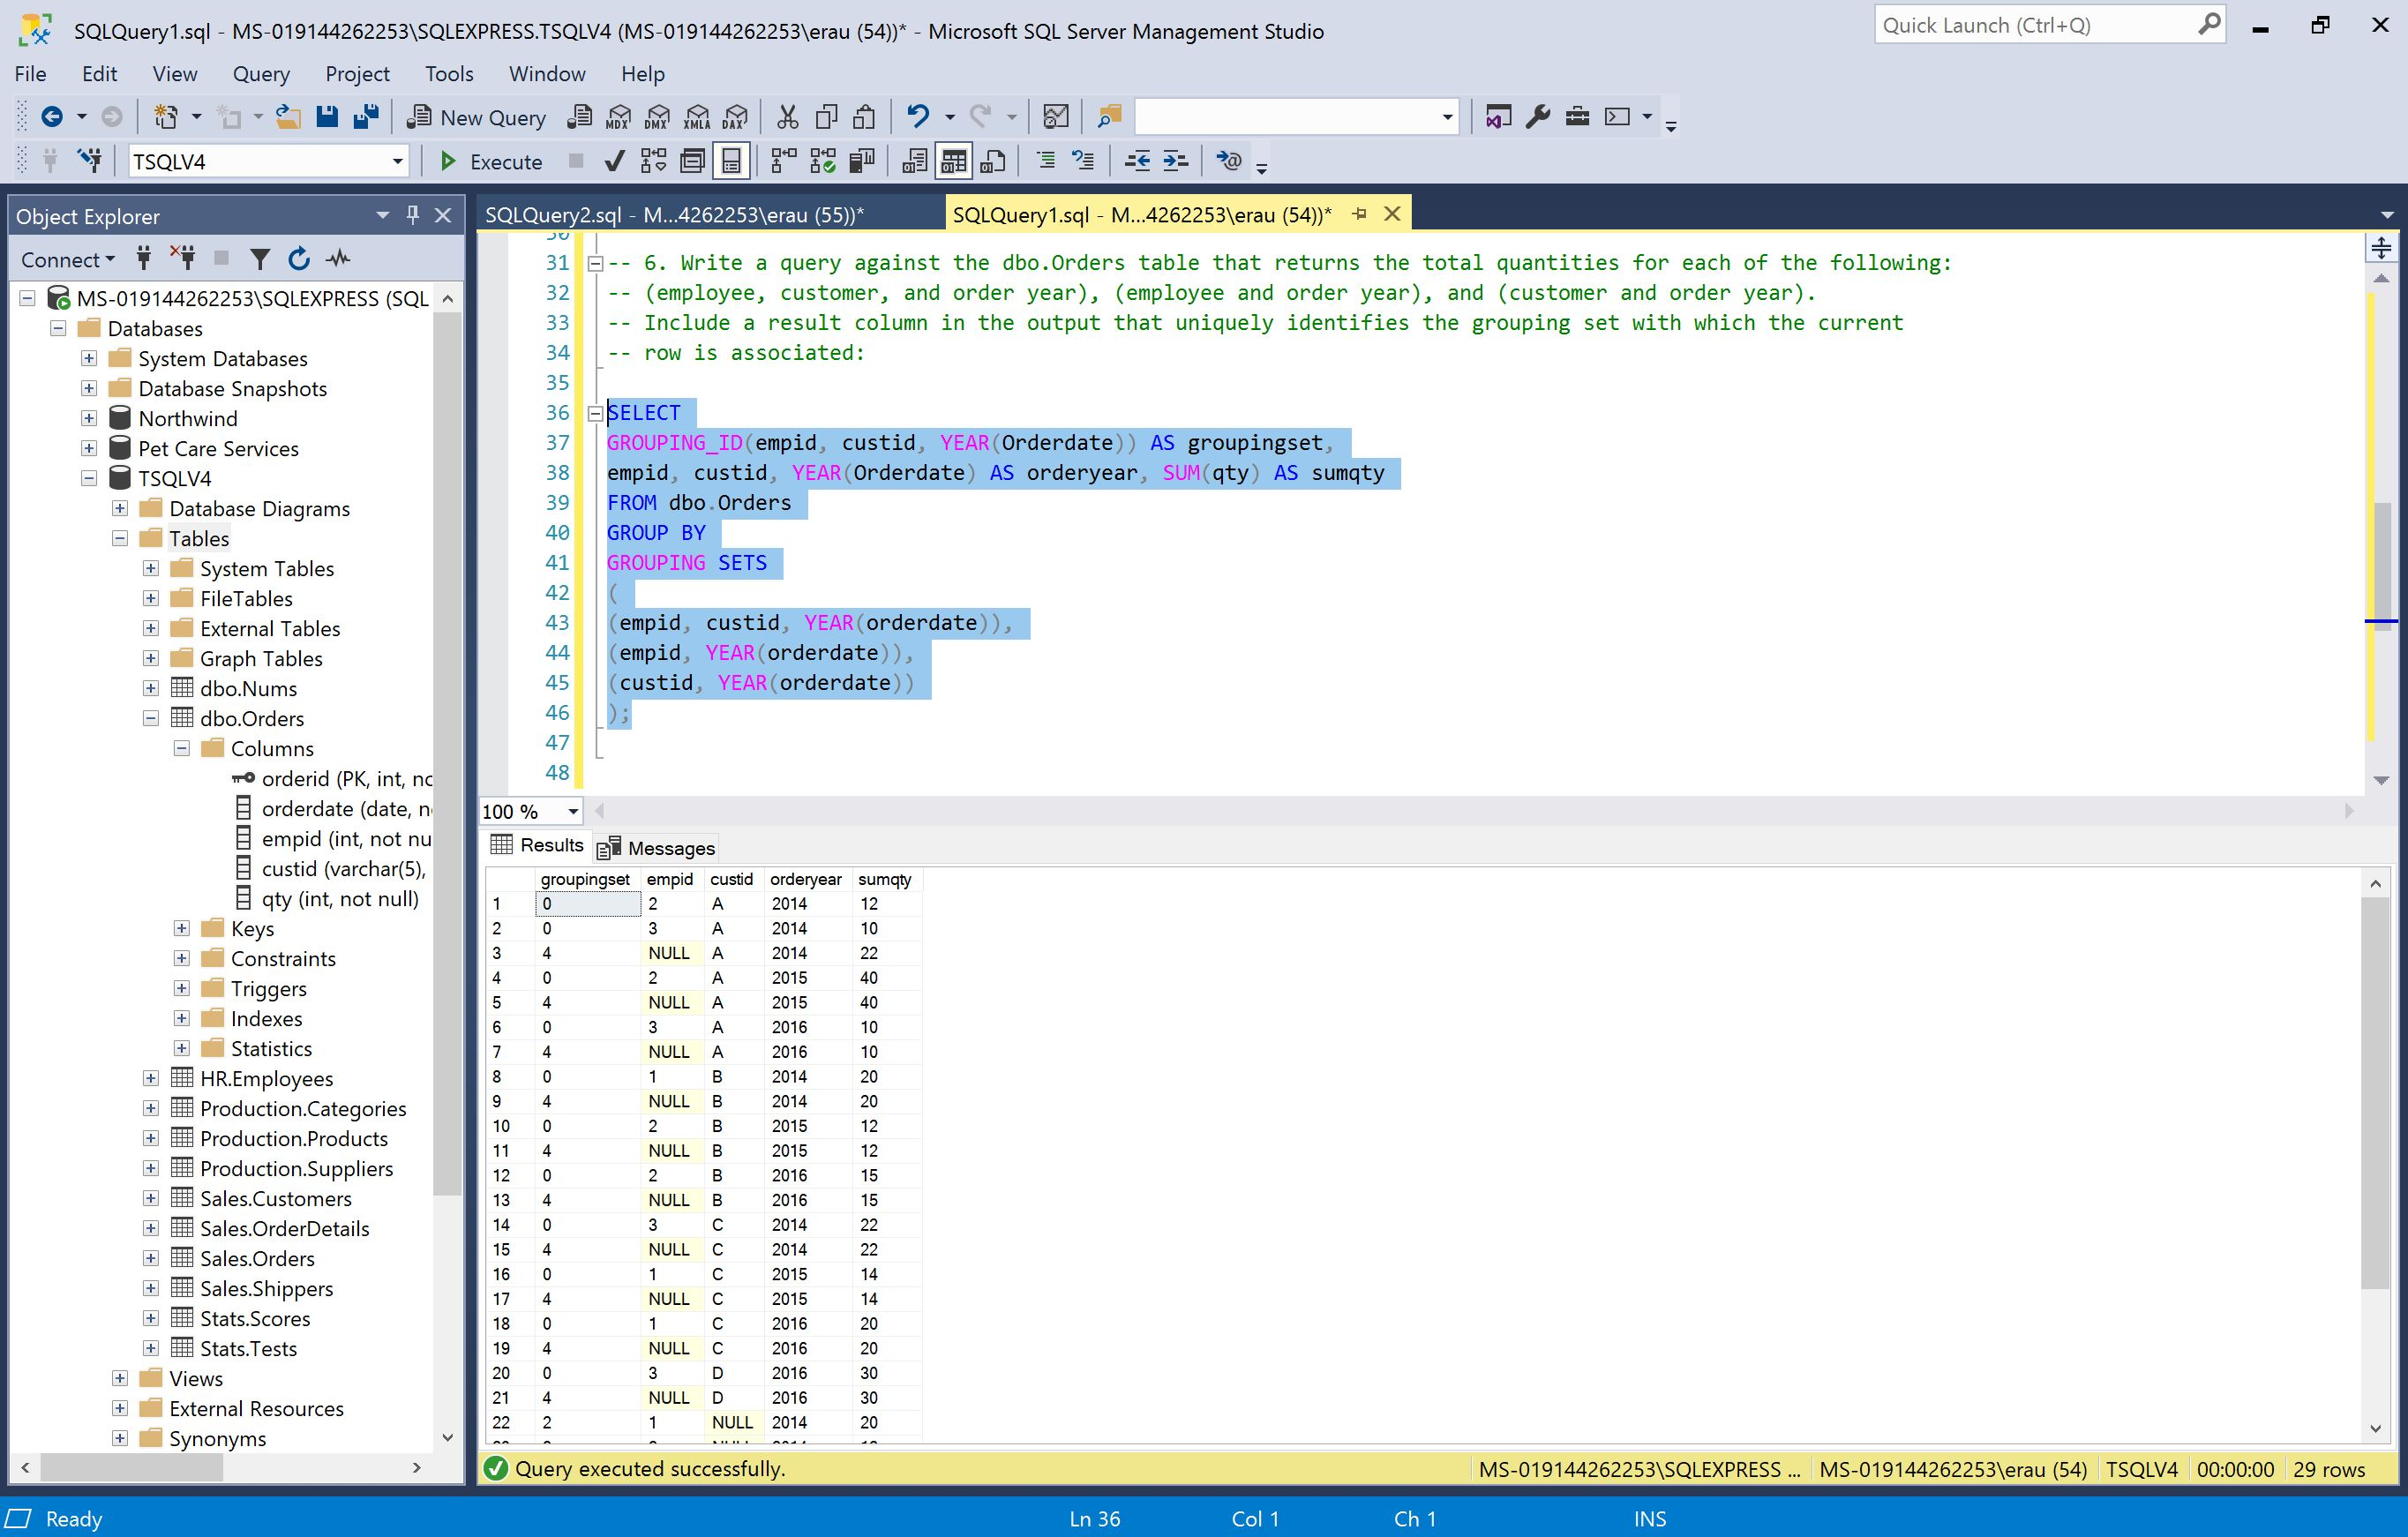 SQLQuery1.sql - MS-019144262253\SQLEXPRESS.TSQLV4 (MS-019144262253\erau (54))* - Microsoft SQL Server Management Studio
Quick Launch (Ctrl+Q)
File Edit View Query Project Tools Window Help
New Query MDX DMX XMLA DAX
TSQLV4 Execute
Object Explorer
Connect
MS-019144262253\SQLEXPRESS (SQL
Databases
System Databases
Database Snapshots
Northwind
Pet Care Services
TSQLV4
Database Diagrams
Tables
System Tables
FileTables
External Tables
Graph Tables
dbo.Nums
dbo.Orders
Columns
orderid (PK, int, no
orderdate (date, n
empid (int, not nu
custid (varchar(5),
qty (int, not null)
Keys
Constraints
Triggers
Indexes
Statistics
HR.Employees
Production.Categories
Production.Products
Production.Suppliers
Sales.Customers
Sales.OrderDetails
Sales.Orders
Sales.Shippers
Stats.Scores
Stats.Tests
Views
External Resources
Synonyms
SQLQuery2.sql - M...4262253\erau (55))*
SQLQuery1.sql - M...4262253\erau (54))*
31 -- 6. Write a query against the dbo.Orders table that returns the total quantities for each of the following:
32 -- (employee, customer, and order year), (employee and order year), and (customer and order year).
33 -- Include a result column in the output that uniquely identifies the grouping set with which the current
34 -- row is associated:
35
36 SELECT
37 GROUPING_ID(empid, custid, YEAR(Orderdate)) AS groupingset,
38 empid, custid, YEAR(Orderdate) AS orderyear, SUM(qty) AS sumqty
39 FROM dbo.Orders
40 GROUP BY
41 GROUPING SETS
42 (
43 (empid, custid, YEAR(orderdate)),
44 (empid, YEAR(orderdate)),
45 (custid, YEAR(orderdate))
46 );
47
48
100 %
Results Messages
groupingset empid custid orderyear sumqty
1 0 2 A 2014 12
2 0 3 A 2014 10
3 4 NULL A 2014 22
4 0 2 A 2015 40
5 4 NULL A 2015 40
6 0 3 A 2016 10
7 4 NULL A 2016 10
8 0 1 B 2014 20
9 4 NULL B 2014 20
10 0 2 B 2015 12
11 4 NULL B 2015 12
12 0 2 B 2016 15
13 4 NULL B 2016 15
14 0 3 C 2014 22
15 4 NULL C 2014 22
16 0 1 C 2015 14
17 4 NULL C 2015 14
18 0 1 C 2016 20
19 4 NULL C 2016 20
20 0 3 D 2016 30
21 4 NULL D 2016 30
22 2 1 NULL 2014 20
Query executed successfully. MS-019144262253\SQLEXPRESS ... MS-019144262253\erau (54) TSQLV4 00:00:00 29 rows
Ready Ln 36 Col 1 Ch 1 INS